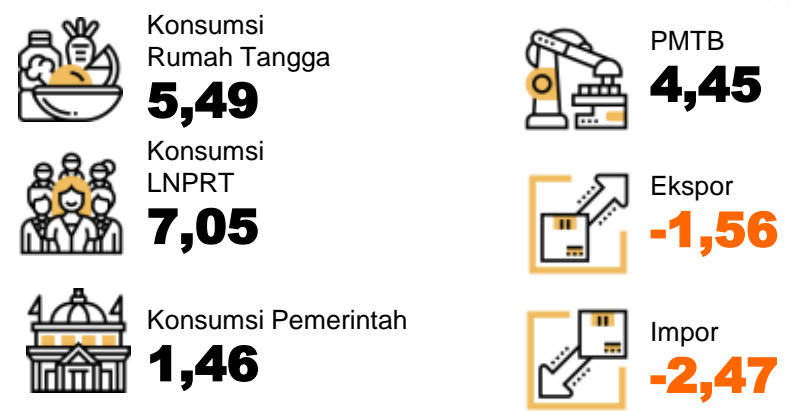 Konsumsi
Rumah Tangga
5,49
Konsumsi
LNPRT
7,05
Konsumsi Pemerintah
1,46
PMTB
4,45
Ekspor
-1,56
Impor
-2,47